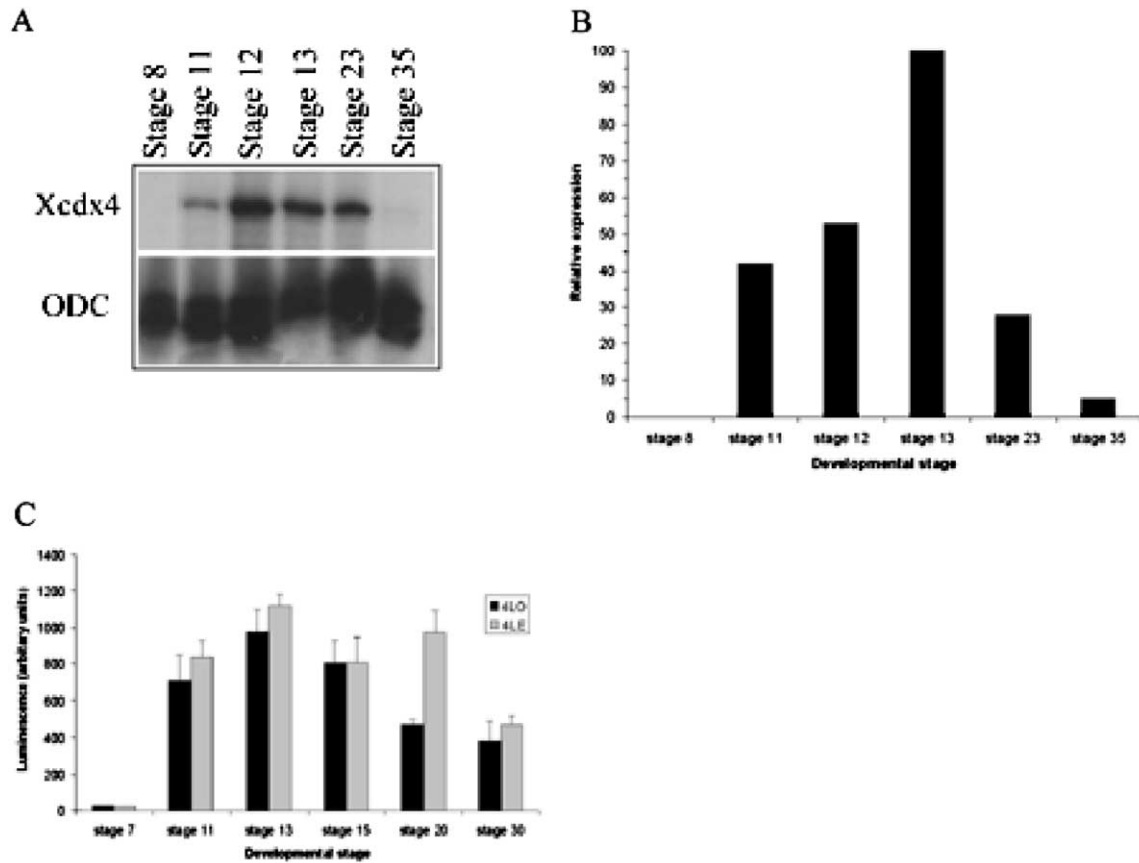 A
Stage 8
Stage 11
Stage 12
Stage 13
Stage 23
Stage 35
Xcdx4
ODC
B
100
90
80
70
60
50
40
30
20
10
0
Relative expression
stage 8 stage 11 stage 12 stage 13 stage 23 stage 35
Developmental stage
C
1400
1200
1000
800
600
400
200
0
Luminescence (arbitrary units)
4LO
4LE
stage 7 stage 11 stage 13 stage 15 stage 20 stage 30
Developmental stage